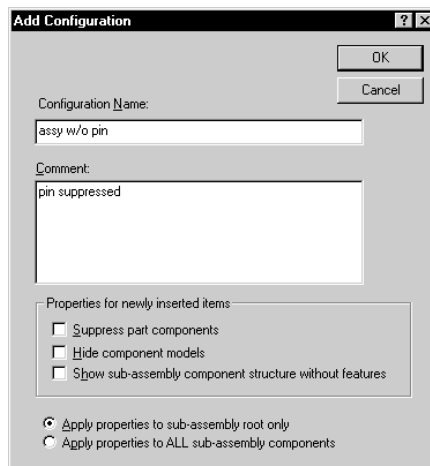 Add Configuration
OK
Cancel
Configuration Name:
assy w/o pin
Comment:
pin suppressed
Properties for newly inserted items
Suppress part components
Hide component models
Show sub-assembly component structure without features
Apply properties to sub-assembly root only
Apply properties to ALL sub-assembly components